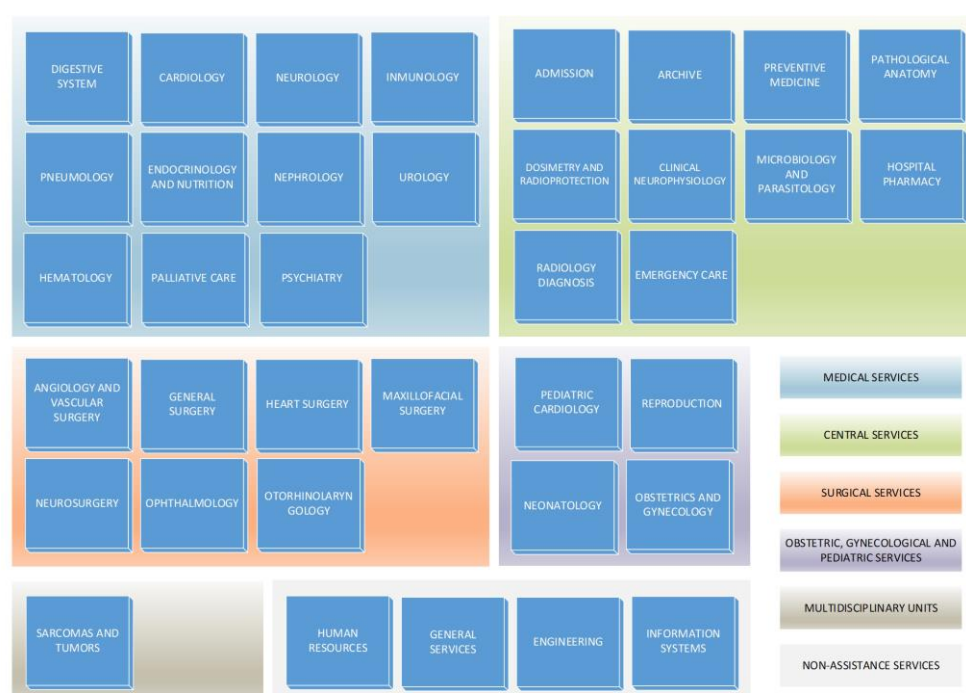 DIGESTIVE
SYSTEM
CARDIOLOGY
NEUROLOGY
INMUNOLOGY
PNEUMOLOGY
ENDOCRINOLOGY
AND NUTRITION
NEPHROLOGY
UROLOGY
HEMATOLOGY
PALLIATIVE CARE
PSYCHIATRY
ADMISSION
ARCHIVE
PREVENTIVE
MEDICINE
PATHOLOGICAL
ANATOMY
DOSIMETRY AND
RADIOPROTECTION
CLINICAL
NEUROPHYSIOLOGY
MICROBIOLOGY
AND
PARASITOLOGY
HOSPITAL
PHARMACY
RADIOLOGY
DIAGNOSIS
EMERGENCY CARE
ANGIOLOGY AND
VASCULAR
SURGERY
GENERAL
SURGERY
HEART SURGERY
MAXILLOFACIAL
SURGERY
NEUROSURGERY
OPHTHALMOLOGY
OTORHINOLARYN
GOLOGY
PEDIATRIC
CARDIOLOGY
REPRODUCTION
NEONATOLOGY
OBSTETRICS AND
GYNECOLOGY
MEDICAL SERVICES
CENTRAL SERVICES
SURGICAL SERVICES
OBSTETRIC, GYNECOLOGICAL AND
PEDIATRIC SERVICES
MULTIDISCIPLINARY UNITS
NON-ASSISTANCE SERVICES
SARCOMAS AND
TUMORS
HUMAN
RESOURCES
GENERAL
SERVICES
ENGINEERING
INFORMATION
SYSTEMS